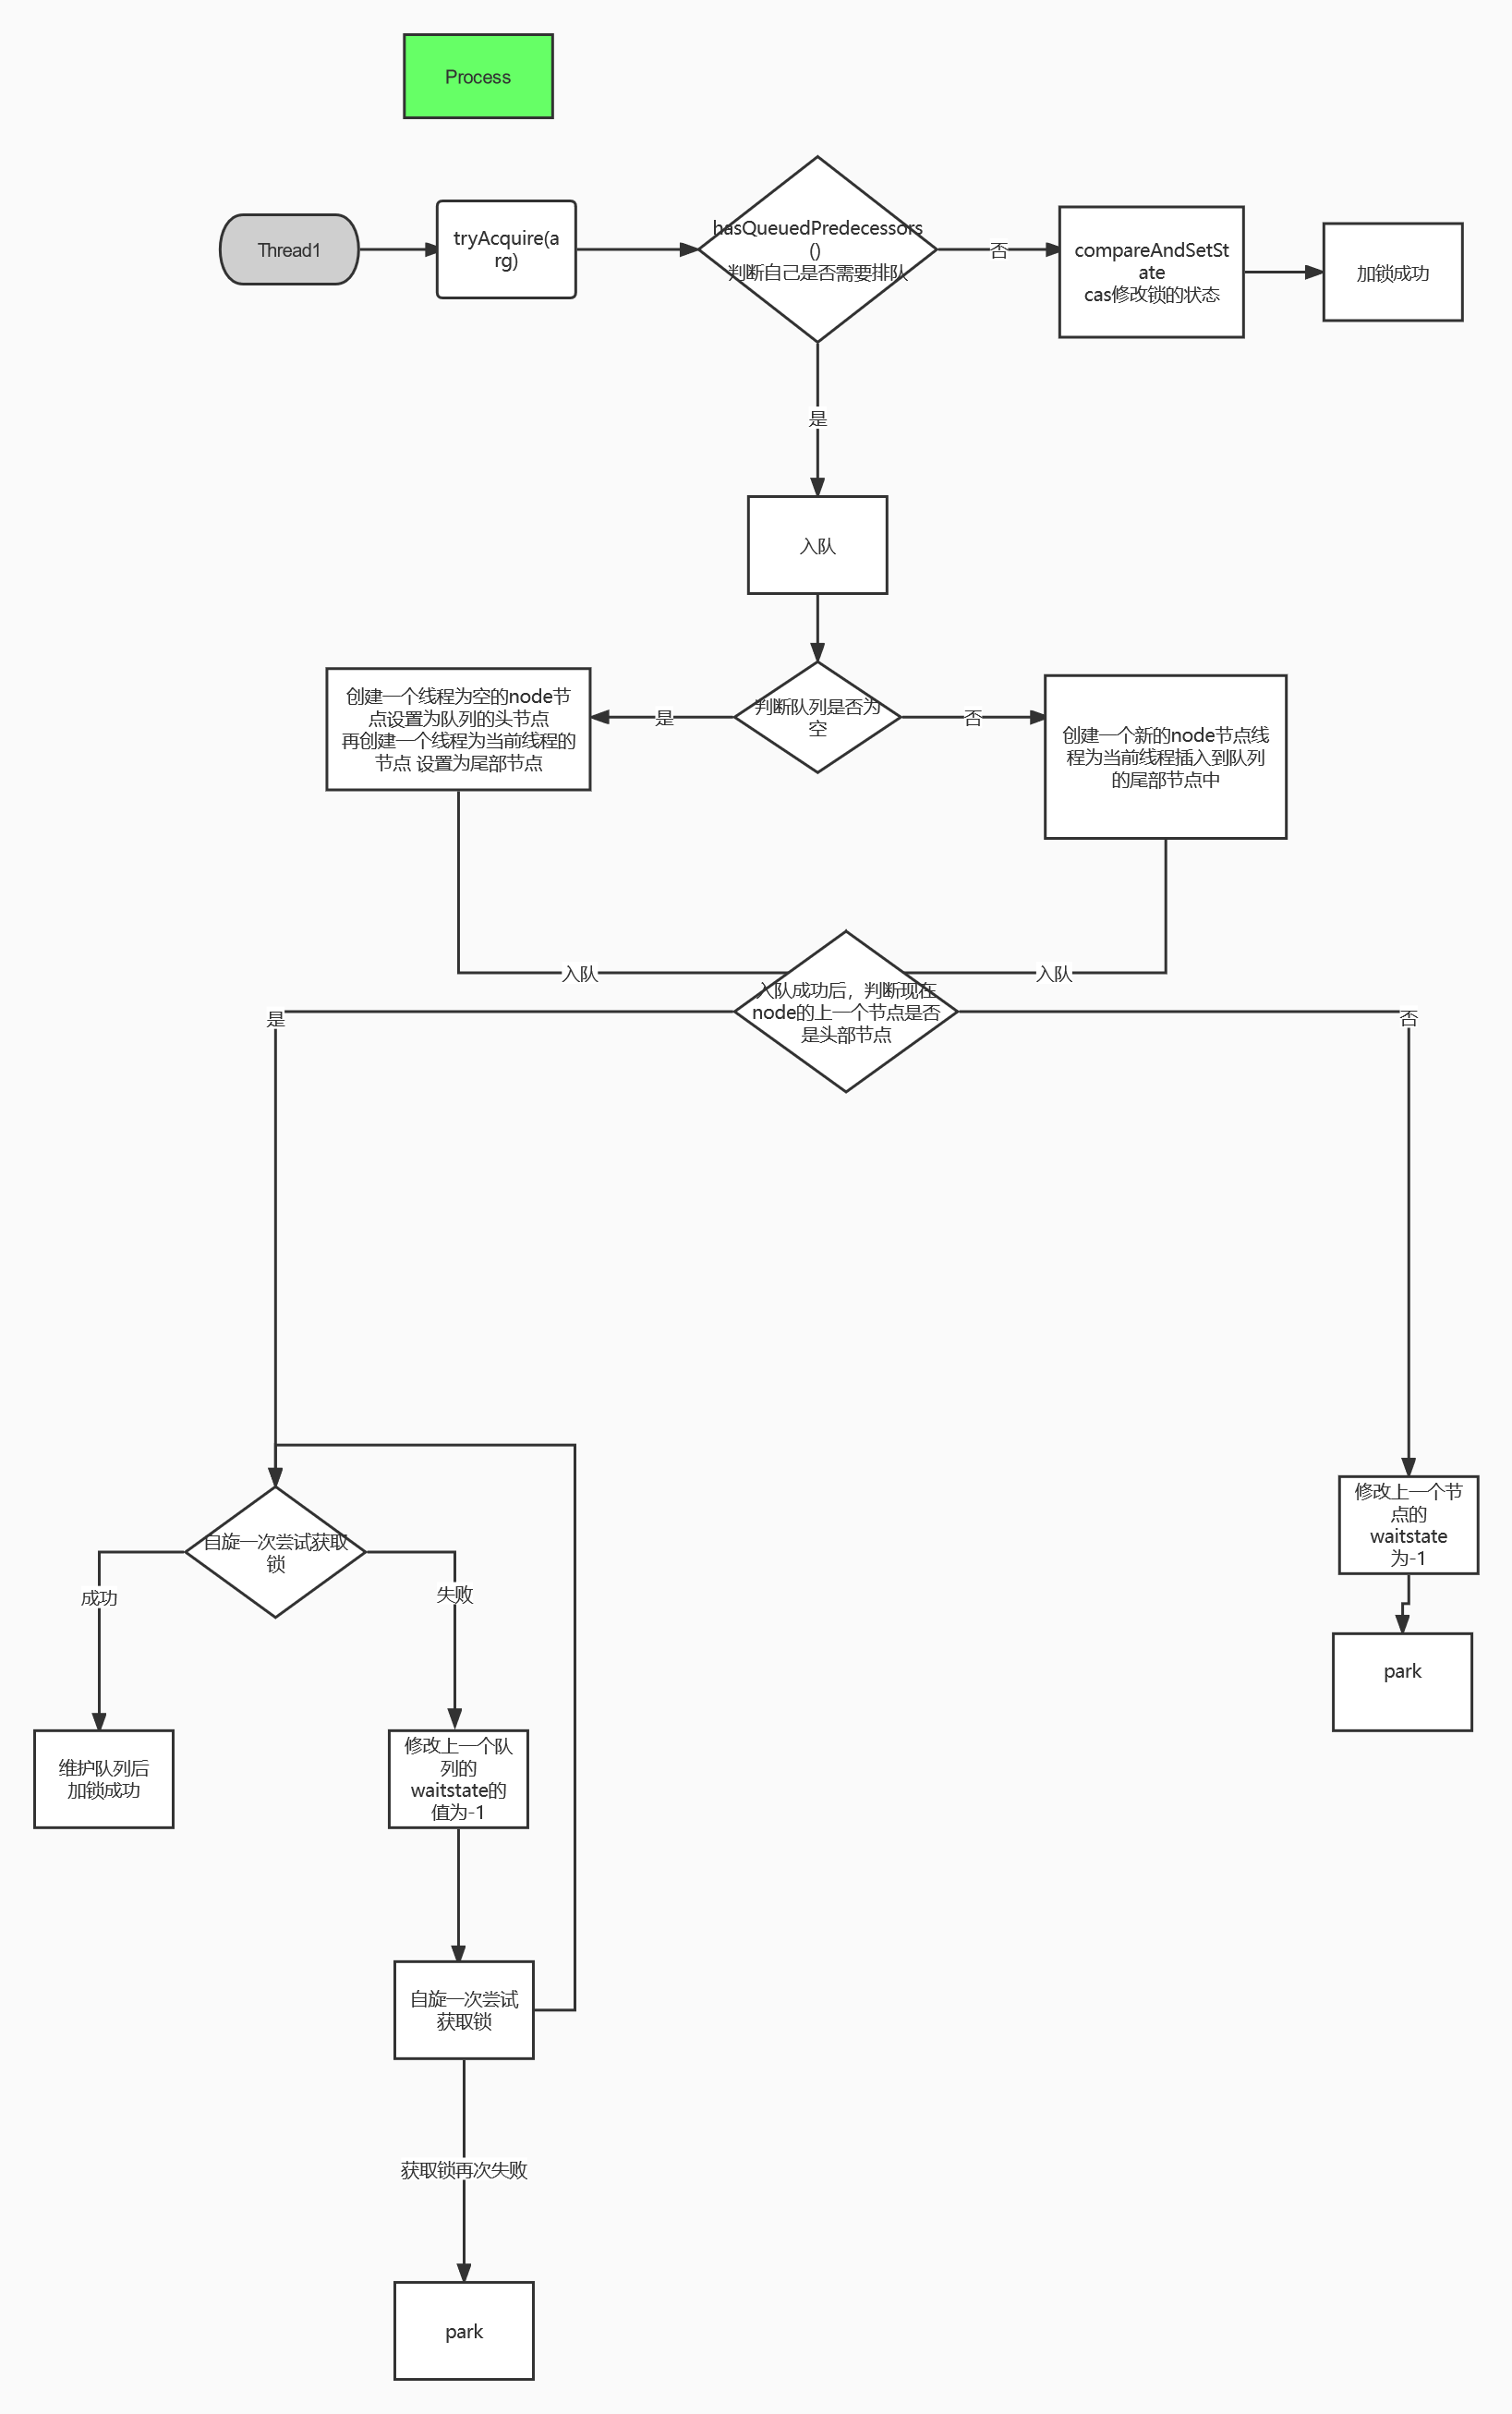 Process
Thread1
tryAcquire(a
rg)
hasQueuedPredecessors
()
判断自己是否需要排队
否
compareAndSetSt
ate
cas修改锁的状态
加锁成功
是
入队
创建一个线程为空的node节
点设置为队列的头节点
再创建一个线程为当前线程的
节点 设置为尾部节点
是
判断队列是否为
空
否
创建一个新的node节点线
程为当前线程插入到队列
的尾部节点中
入队
入队
入队成功后，判断现在
node的上一个节点是否
是头部节点
是
否
自旋一次尝试获取
锁
成功
失败
修改上一个节
点的
waitstate
为-1
park
维护队列后
加锁成功
修改上一个队
列的
waitstate的
值为-1
自旋一次尝试
获取锁
获取锁再次失败
park